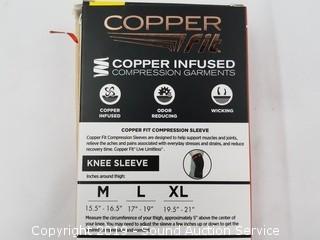 COPPER
Fit
COPPER INFUSED
COMPRESSION GARMENTS
COPPER INFUSED
ODOR REDUCING
WICKING
COPPER FIT COMPRESSION SLEEVE
Copper Fit Compression Sleeves are designed to help support muscles and joints,
relieve the aches and pains associated with everyday stresses and strains, and reduce
recovery time. Copper Fit® Live Limitless™.
KNEE SLEEVE
Inches around thigh:
M L XL
15.5" - 16.5" 17" - 19" 19.5" - 21"
Measure the circumference of your thigh, approximately 5" above the center of
your knee. You may need to adjust the sleeve a few inches up or down to get the
Copyright 2019 - Auction Service